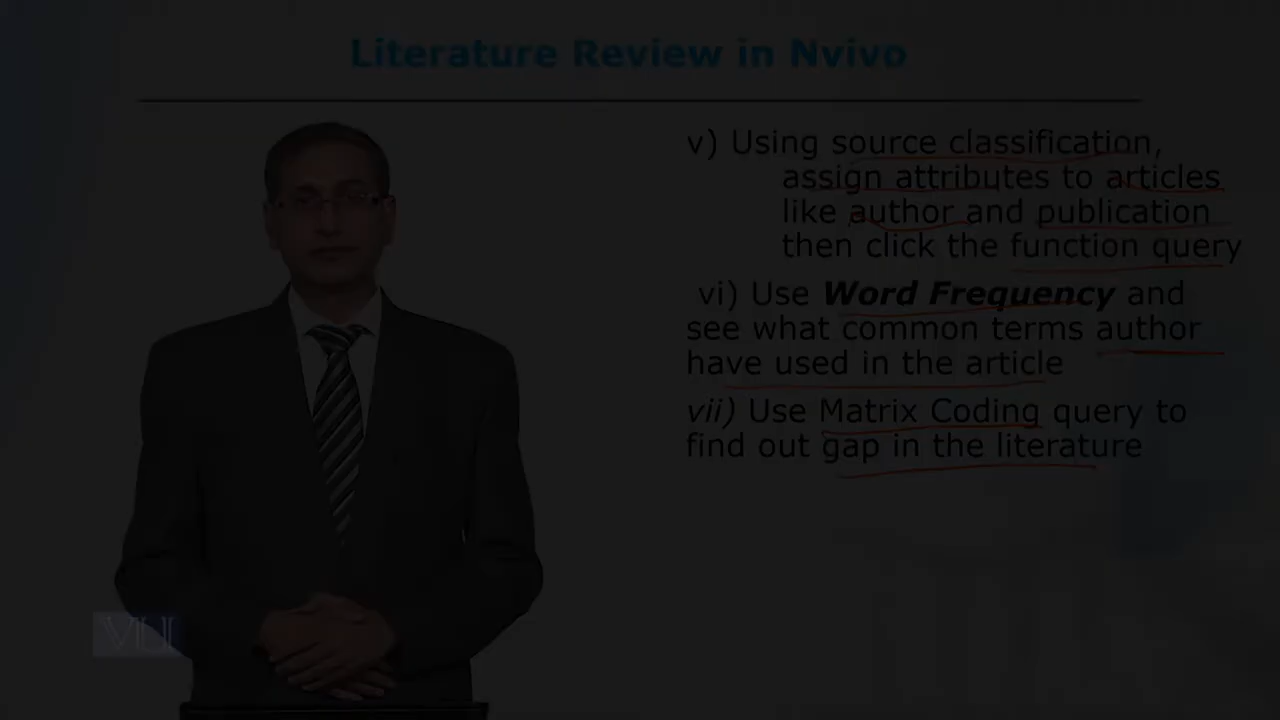 Literature Review in Nvivo
v) Using source classification,
assign attributes to articles
like author and publication
then click the function query
vi) Use Word Frequency and
see what common terms author
have used in the article
vii) Use Matrix Coding query to
find out gap in the literature
VU